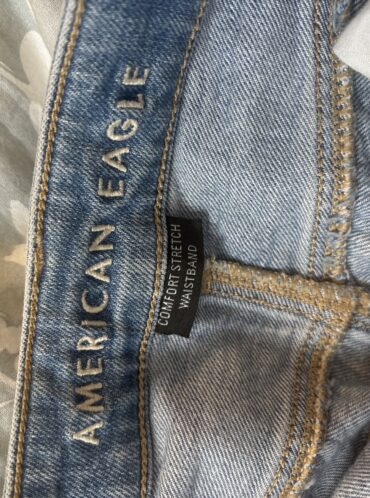 AMERICAN EAGLE
COMFORT STRETCH
WAISTBAND